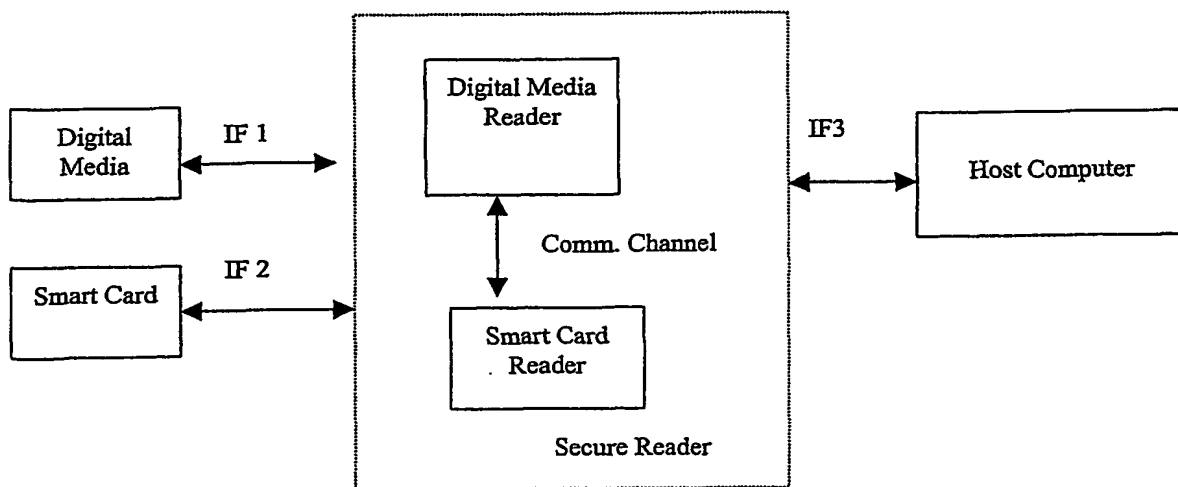 Digital
Media
IF 1
Smart Card
IF 2
Digital Media
Reader
Comm. Channel
Smart Card
Reader
Secure Reader
IF3
Host Computer